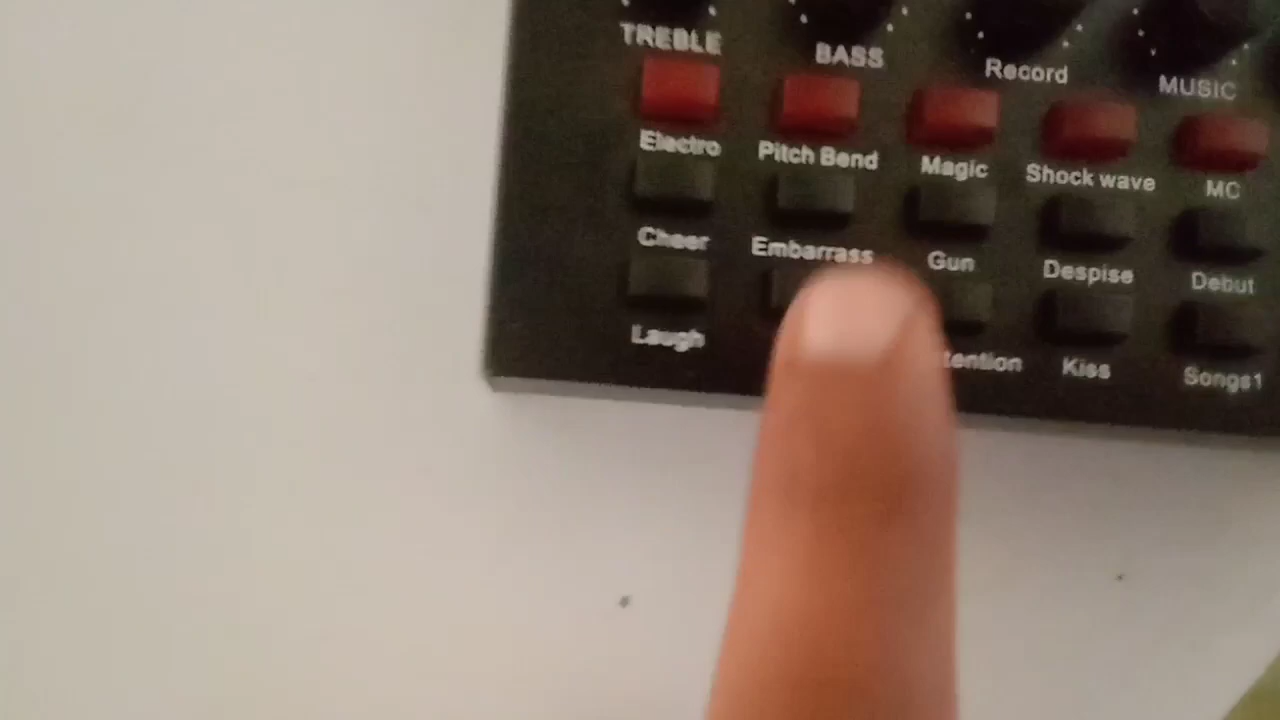 TREBLE BASS Record MUSIC
Electro Pitch Bend Magic Shock wave MC
Cheer Embarrass Gun Despise Debut
Laugh tention Kiss Songs1